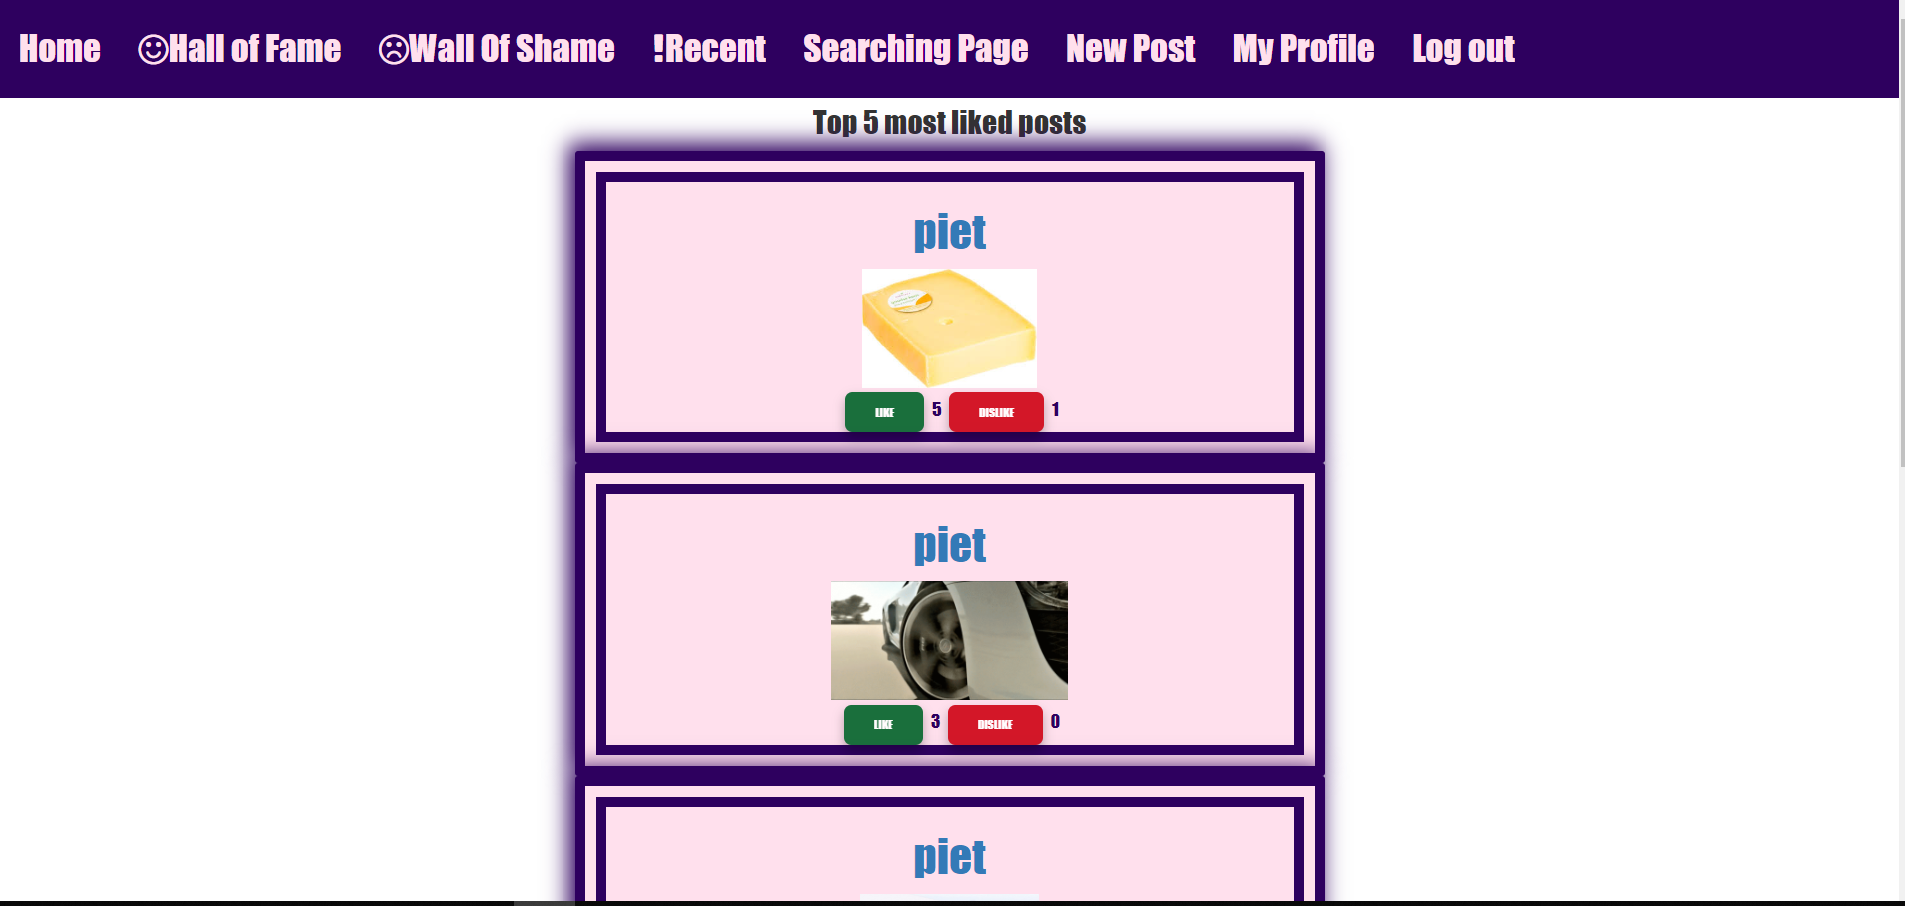 Home ☺Hall of Fame ☹Wall Of Shame !Recent Searching Page New Post My Profile Log out
Top 5 most liked posts
piet
LIKE 5 DISLIKE 1
piet
LIKE 3 DISLIKE 0
piet